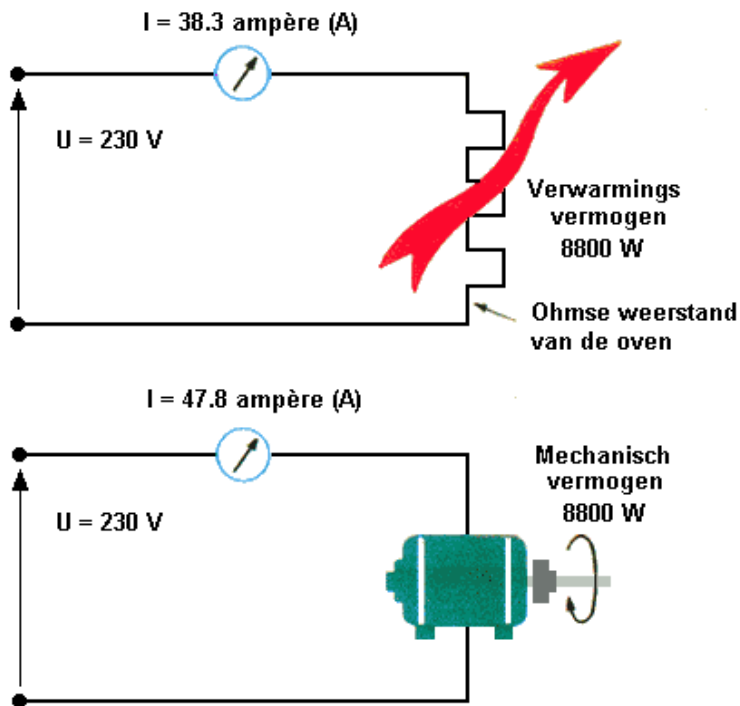 I = 38.3 ampère (A)
U = 230 V
Verwarmings
vermogen
8800 W
Ohmse weerstand
van de oven
I = 47.8 ampère (A)
Mechanisch
vermogen
8800 W
U = 230 V